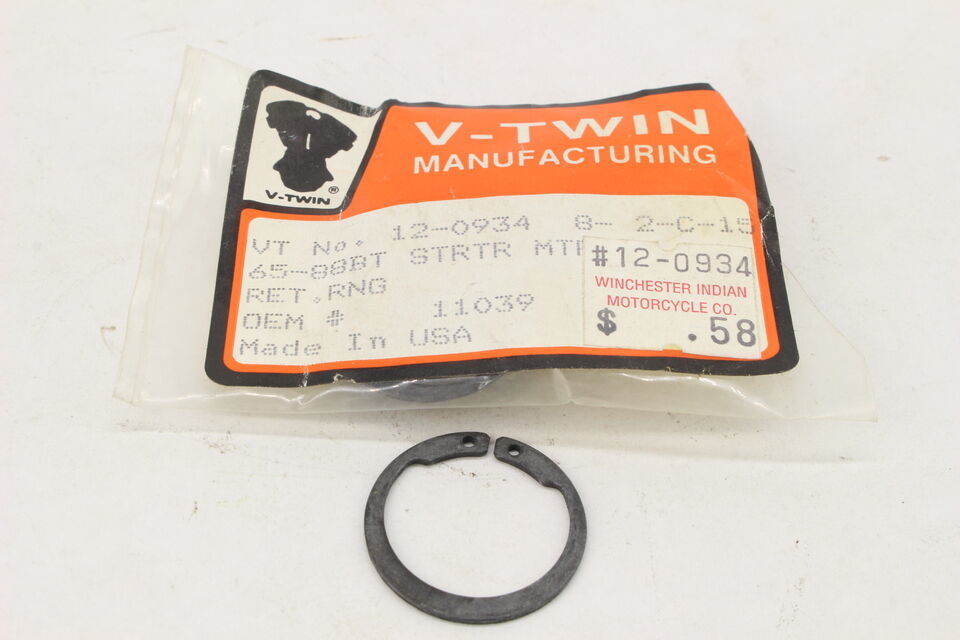 V-TWIN
MANUFACTURING
V-TWIN ®
VT No: 12-0934 8- 2-C-15
65-88BT STRTR MTR
RET.RNG
OEM # 11039
Made In USA
#12-0934
WINCHESTER INDIAN
MOTORCYCLE CO.
$ .58